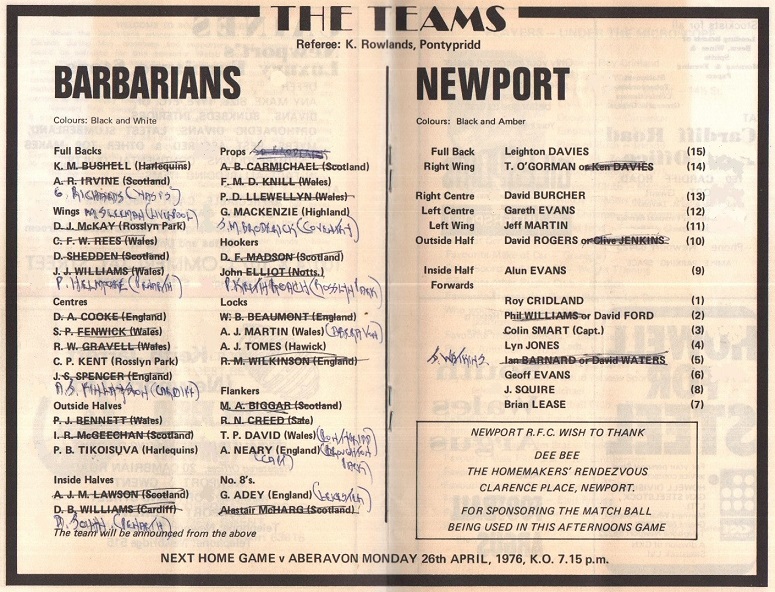 THE TEAMS
Referee: K. Rowlands, Pontypridd
BARBARIANS
Colours: Black and White
Full Backs
K. M. BUSHELL (Harlequins)
A. R. IRVINE (Scotland)
Wings
D. J. McKAY (Rosslyn Park)
C. F. W. REES (Wales)
D. SHEDDEN (Scotland)
J. J. WILLIAMS (Wales)
Centres
D. A. COOKE (England)
S. P. FENWICK (Wales)
R. W. GRAVELL (Wales)
C. P. KENT (Rosslyn Park)
J. S. SPENCER (England)
A. S. FINLAYSON (CARDIFF)
Outside Halves
P. J. BENNETT (Wales)
I. R. McGEECHAN (Scotland)
P. B. TIKOISUVA (Harlequins)
Inside Halves
A. J. M. LAWSON (Scotland)
D. B. WILLIAMS (Cardiff)
The team will be announced from the above
Props
A. B. CARMICHAEL (Scotland)
F. M. D. KNILL (Wales)
P. D. LLEWELLYN (Wales)
G. MACKENZIE (Highland)
S. M. BRODERICK (COVENTRY)
Hookers
D. F. MADSON (Scotland)
John ELLIOT (Notts.)
Locks
W. B. BEAUMONT (England)
A. J. MARTIN (Wales)
A. J. TOMES (Hawick)
R. M. WILKINSON (England)
Flankers
M. A. BIGGAR (Scotland)
R. N. CREED (Sale)
T. P. DAVID (Wales)
A. NEARY (England) (BROUGHTON
PARK)
No. 8's.
G. ADEY (England) (LEICESTER)
Alastair McHARG (Scotland)
NEWPORT
Colours: Black and Amber
Full Back Leighton DAVIES (15)
Right Wing T. O'GORMAN or Ken DAVIES (14)
Right Centre David BURCHER (13)
Left Centre Gareth EVANS (12)
Left Wing Jeff MARTIN (11)
Outside Half David ROGERS or Clive JENKINS (10)
Inside Half Alun EVANS (9)
Forwards
Roy CRIDLAND (1)
Phil WILLIAMS or David FORD (2)
Colin SMART (Capt.) (3)
Lyn JONES (4)
S. WATKINS. Ian BARNARD or David WATERS (5)
Geoff EVANS (6)
J. SQUIRE (8)
Brian LEASE (7)
NEWPORT R.F.C. WISH TO THANK
DEE BEE
THE HOMEMAKERS' RENDEZVOUS
CLARENCE PLACE, NEWPORT.
FOR SPONSORING THE MATCH BALL
BEING USED IN THIS AFTERNOONS GAME
NEXT HOME GAME v ABERAVON MONDAY 26th APRIL, 1976, K.O. 7.15 p.m.